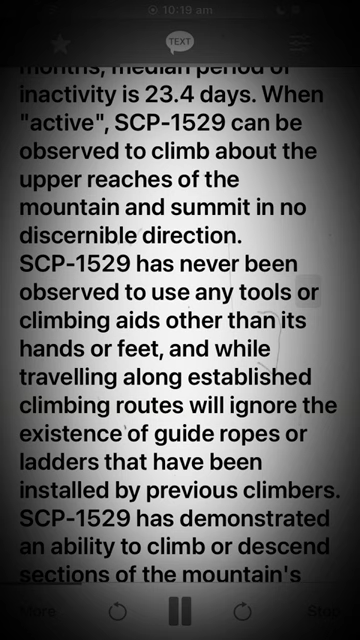 10:19 am
TEXT
months, median period of
inactivity is 23.4 days. When
"active", SCP-1529 can be
observed to climb about the
upper reaches of the
mountain and summit in no
discernible direction.
SCP-1529 has never been
observed to use any tools or
climbing aids other than its
hands or feet, and while
travelling along established
climbing routes will ignore the
existence of guide ropes or
ladders that have been
installed by previous climbers.
SCP-1529 has demonstrated
an ability to climb or descend
sections of the mountain's
More
Stop